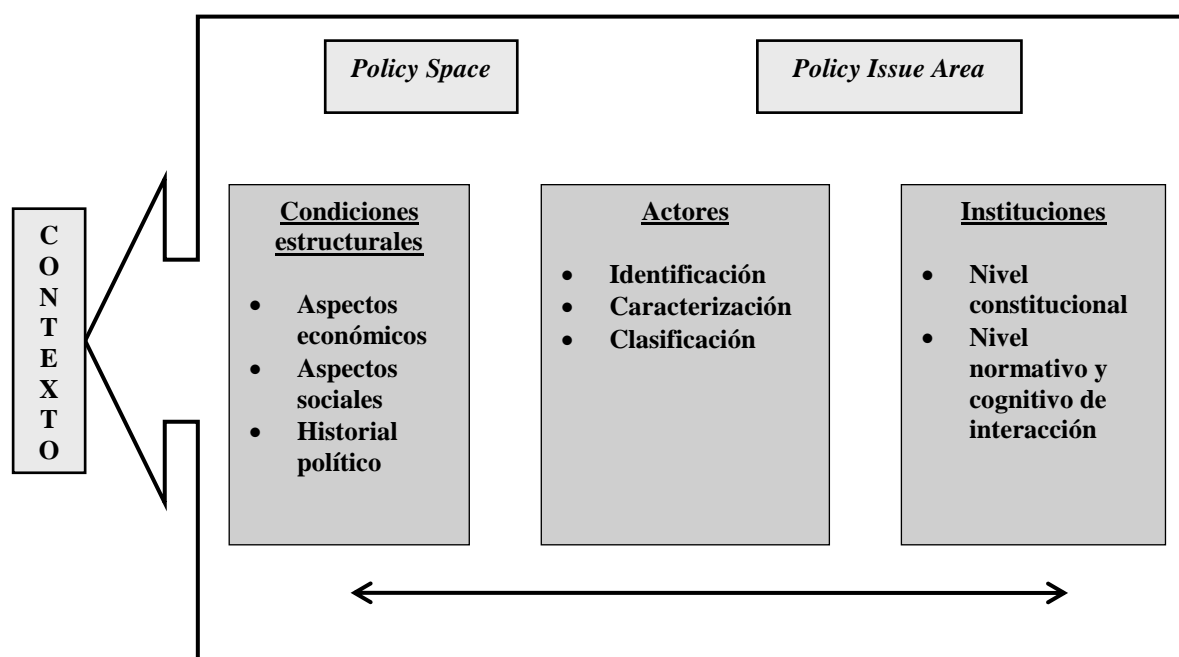 Policy Space
Policy Issue Area
C
O
N
T
E
X
T
O
Condiciones
estructurales
• Aspectos
económicos
• Aspectos
sociales
• Historial
político
Actores
• Identificación
• Caracterización
• Clasificación
Instituciones
• Nivel
constitucional
• Nivel
normativo y
cognitivo de
interacción